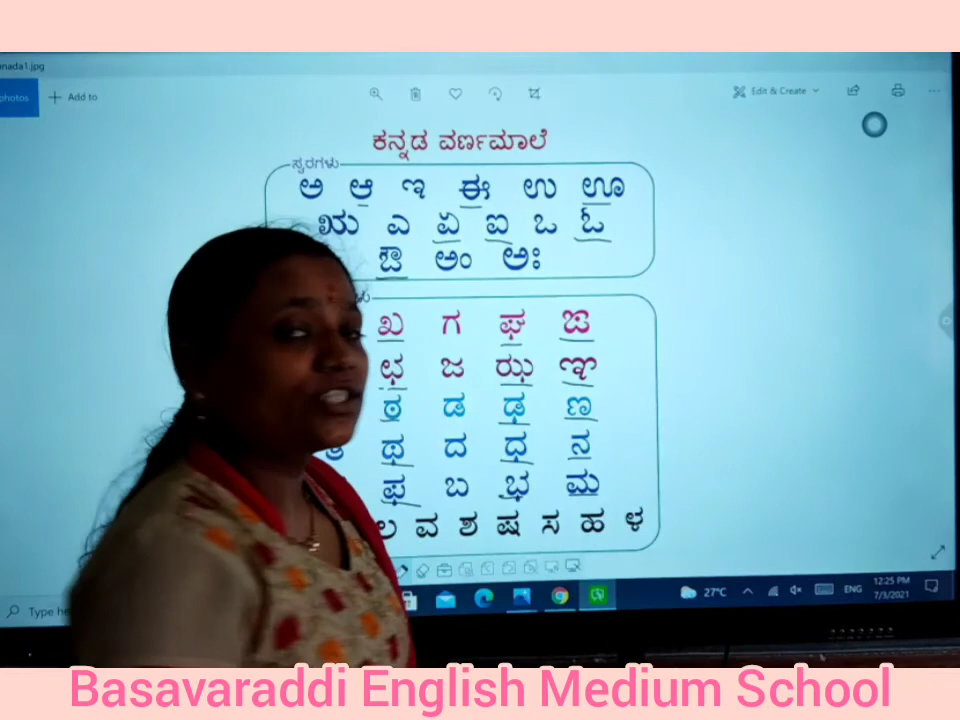 nada1.jpg
photos + Add to Edit & Create
ಕನ್ನಡ ವರ್ಣಮಾಲೆ
ಸ್ವರಗಳು
ಅ ಆ ಇ ಈ ಉ ಊ
ಋ ಎ ಏ ಐ ಒ ಓ
ಔ ಅಂ ಅಃ
ಖ ಗ ಘ ಙ
ಛ ಜ ಝ ಞ
ಠ ಡ ಢ ಣ
ಥ ದ ಧ ನ
ಫ ಬ ಭ ಮ
ಲ ವ ಶ ಷ ಸ ಹ ಳ
Type he 27°C ENG 12:25 PM
7/3/2021
Basavaraddi English Medium School